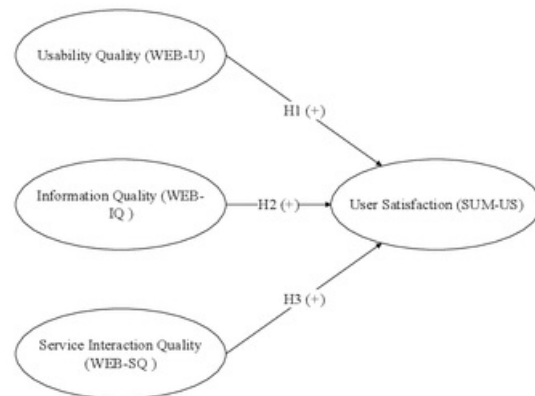 Usability Quality (WEB-U)
H1 (+)
Information Quality (WEB-
IQ )
H2 (+)
User Satisfaction (SUM-US)
H3 (+)
Service Interaction Quality
(WEB-SQ )